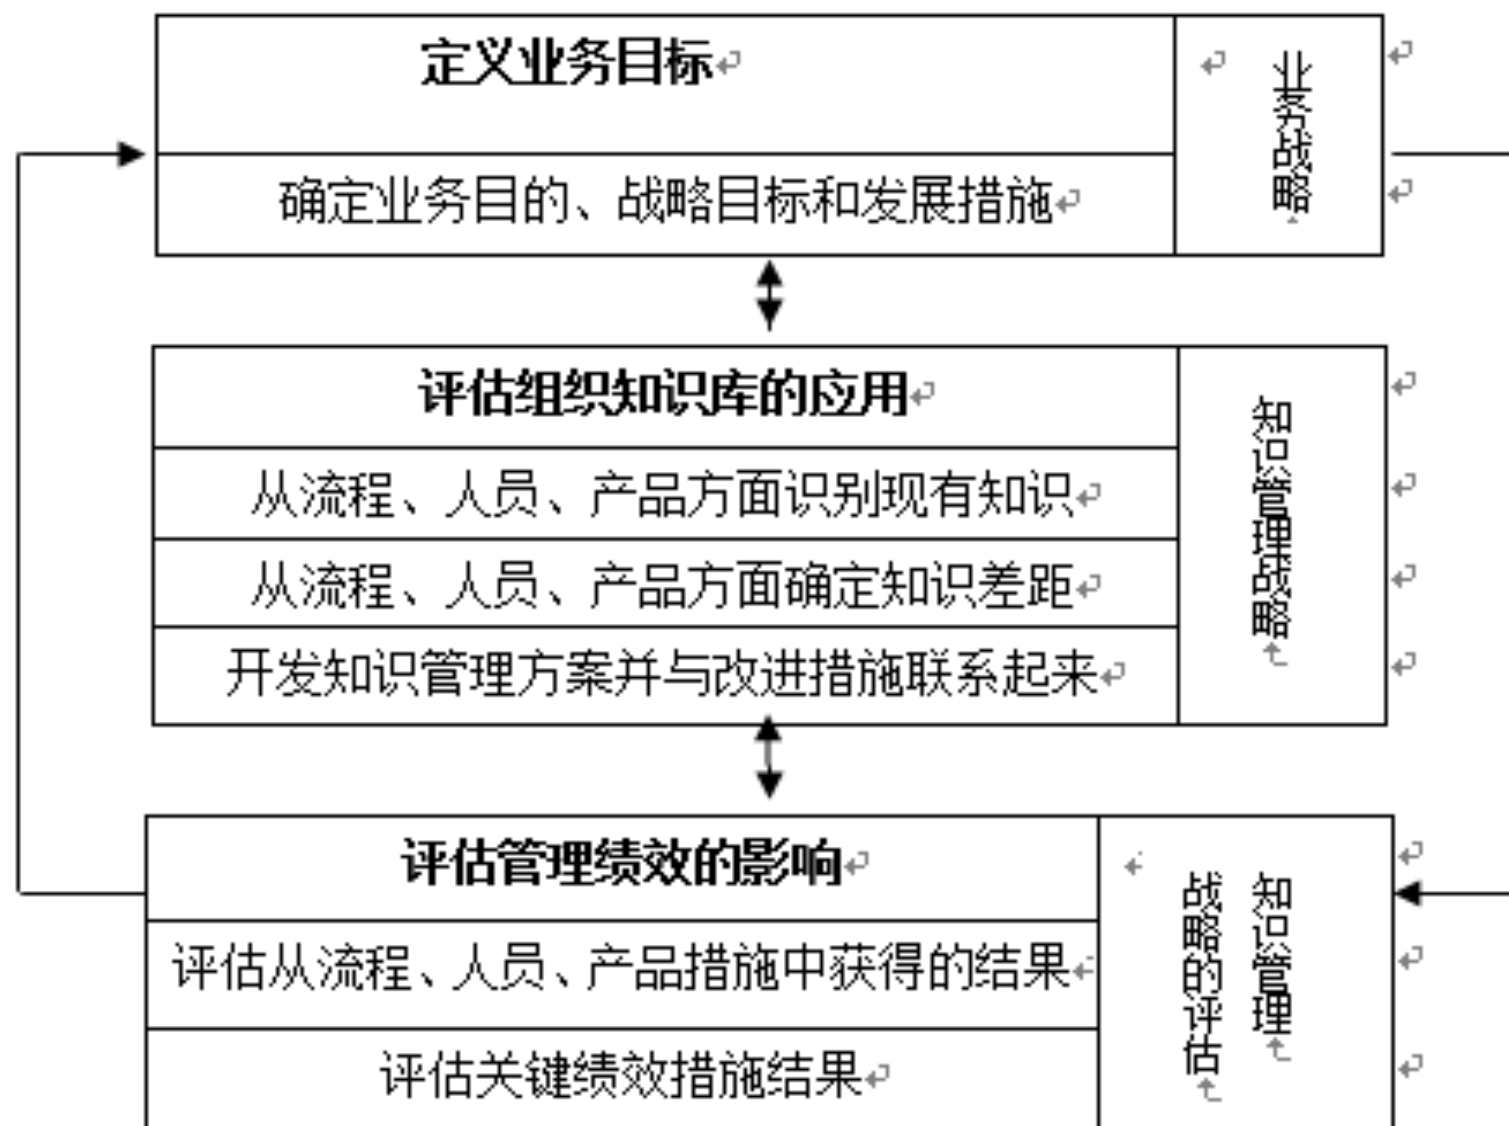 定义业务目标
确定业务目的、战略目标和发展措施
业务战略
评估组织知识库的应用
从流程、人员、产品方面识别现有知识
从流程、人员、产品方面确定知识差距
开发知识管理方案并与改进措施联系起来
知识管理战略
评估管理绩效的影响
评估从流程、人员、产品措施中获得的结果
评估关键绩效措施结果
知识管理
战略的评估